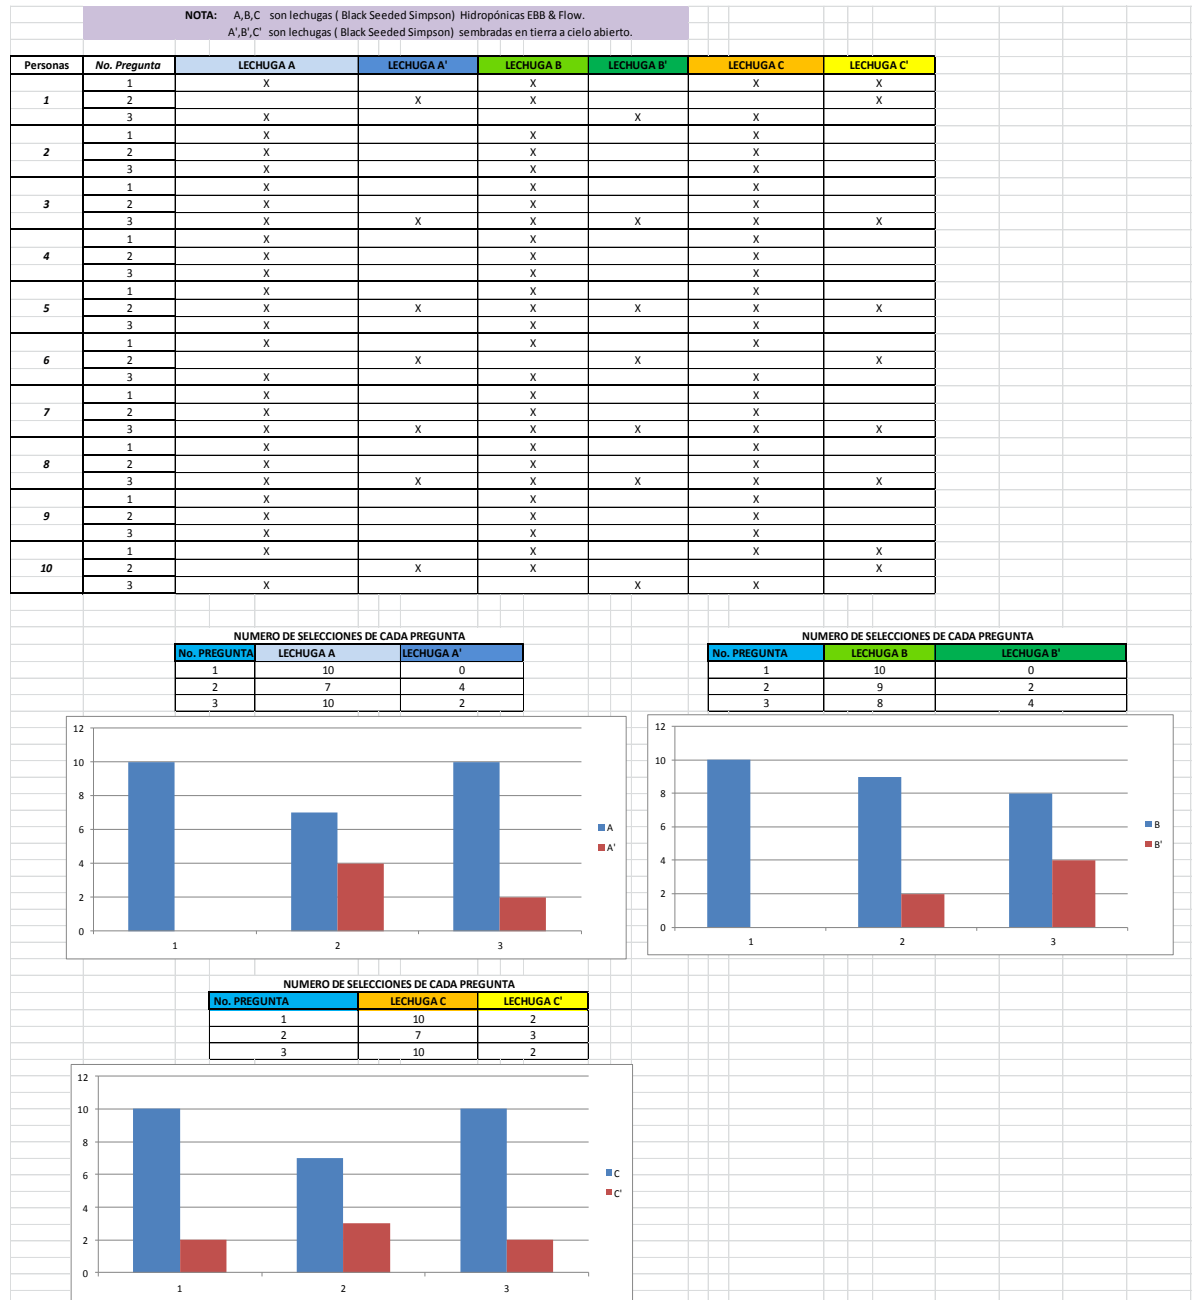 NOTA: A,B,C son lechugas ( Black Seeded Simpson) Hidropónicas EBB & Flow.
A',B',C' son lechugas ( Black Seeded Simpson) sembradas en tierra a cielo abierto.
Personas No. Pregunta LECHUGA A LECHUGA A' LECHUGA B LECHUGA B' LECHUGA C LECHUGA C'
1 X X X X
1 2 X X X
3 X X X
1 X X X
2 2 X X X
3 X X X
1 X X X
3 2 X X X
3 X X X X X X
1 X X X
4 2 X X X
3 X X X
1 X X X
5 2 X X X X X X
3 X X X
1 X X X
6 2 X X X
3 X X X
1 X X X
7 2 X X X
3 X X X X X X
1 X X X
8 2 X X X
3 X X X X X X
1 X X X
9 2 X X X
3 X X X
1 X X X X
10 2 X X X
3 X X X
NUMERO DE SELECCIONES DE CADA PREGUNTA
No. PREGUNTA LECHUGA A LECHUGA A'
1 10 0
2 7 4
3 10 2
12
10
8
6
4
2
0
1 2 3
A
A'
NUMERO DE SELECCIONES DE CADA PREGUNTA
No. PREGUNTA LECHUGA B LECHUGA B'
1 10 0
2 9 2
3 8 4
12
10
8
6
4
2
0
1 2 3
B
B'
NUMERO DE SELECCIONES DE CADA PREGUNTA
No. PREGUNTA LECHUGA C LECHUGA C'
1 10 2
2 7 3
3 10 2
12
10
8
6
4
2
0
1 2 3
C
C'